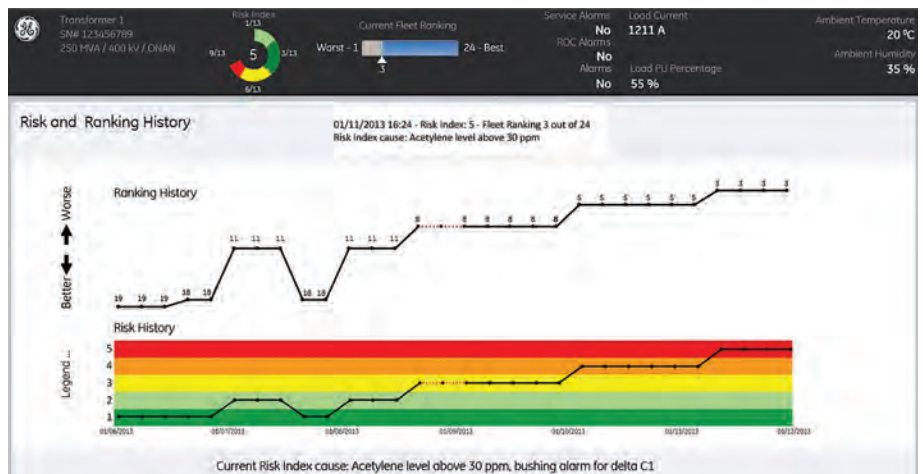 Transformer 1
SN# 123456789
250 MVA / 400 kV / ONAN
Risk Index
1/13
9/13
5
3/13
6/13
Current Fleet Ranking
Worst - 1
24 - Best
3
Service Alarms
No
ROC Alarms
No
Alarms
No
Load Current
1211 A
Load PU Percentage
55 %
Ambient Temperature
20 ºC
Ambient Humidity
35 %
Risk and Ranking History
01/11/2013 16:24 - Risk Index: 5 - Fleet Ranking 3 out of 24
Risk Index cause: Acetylene level above 30 ppm
Ranking History
Worse
Better
19 19 19 18 18 11 11 11 18 18 11 11 11 8 8 8 8 8 8 5 5 5 5 5 3 3 3 3
Risk History
Legend ...
5
4
3
2
1
01/06/2013 01/07/2013 01/08/2013 01/09/2013 01/10/2013 01/12/2013
Current Risk Index cause: Acetylene level above 30 ppm, bushing alarm for delta C1